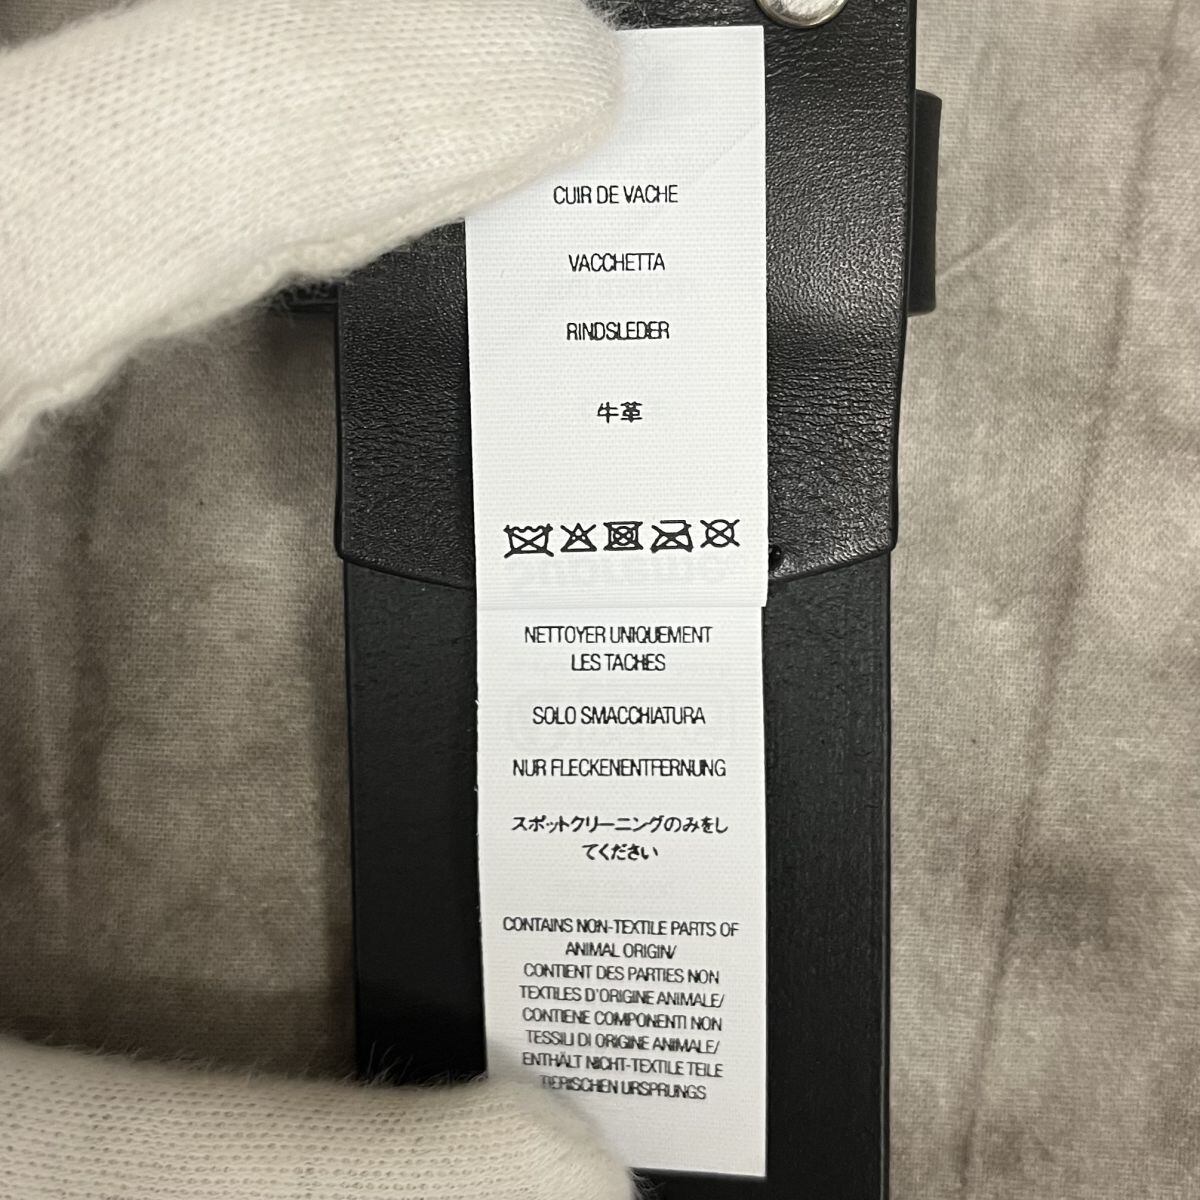 CUIR DE VACHE
VACCHETTA
RINDSLEDER
牛革
NETTOYER UNIQUEMENT
LES TACHES
SOLO SMACCHIATURA
NUR FLECKENENTFERNUNG
スポットクリーニングのみをし
てください
CONTAINS NON-TEXTILE PARTS OF
ANIMAL ORIGIN/
CONTIENT DES PARTIES NON
TEXTILES D'ORIGINE ANIMALE/
CONTIENE COMPONENTI NON
TESSILI DI ORIGINE ANIMALE/
ENTHÄLT NICHT-TEXTILE TEILE
TIERISCHEN URSPRUNGS